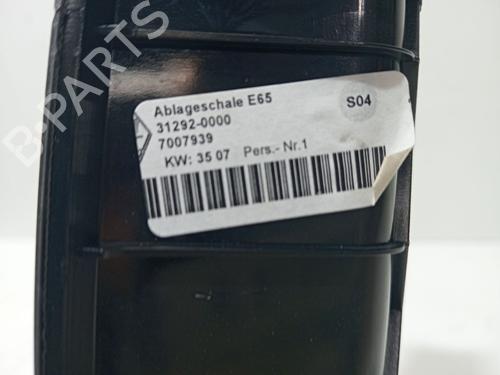 B-PARTS
Ablageschale E65
S04
31292-0000
7007939
KW: 35 07 Pers.- Nr.1